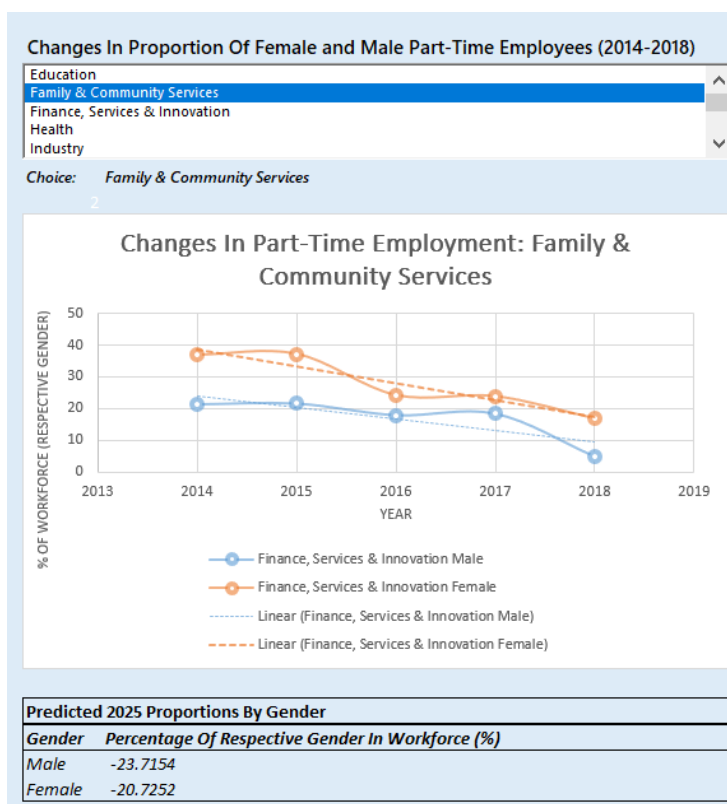 Changes In Proportion Of Female and Male Part-Time Employees (2014-2018)
Education
Family & Community Services
Finance, Services & Innovation
Health
Industry
Choice: Family & Community Services
2
Changes In Part-Time Employment: Family &
Community Services
% OF WORKFORCE (RESPECTIVE GENDER)
50
40
30
20
10
0
2013 2014 2015 2016 2017 2018 2019
YEAR
Finance, Services & Innovation Male
Finance, Services & Innovation Female
Linear (Finance, Services & Innovation Male)
Linear (Finance, Services & Innovation Female)
Predicted 2025 Proportions By Gender
Gender Percentage Of Respective Gender In Workforce (%)
Male -23.7154
Female -20.7252